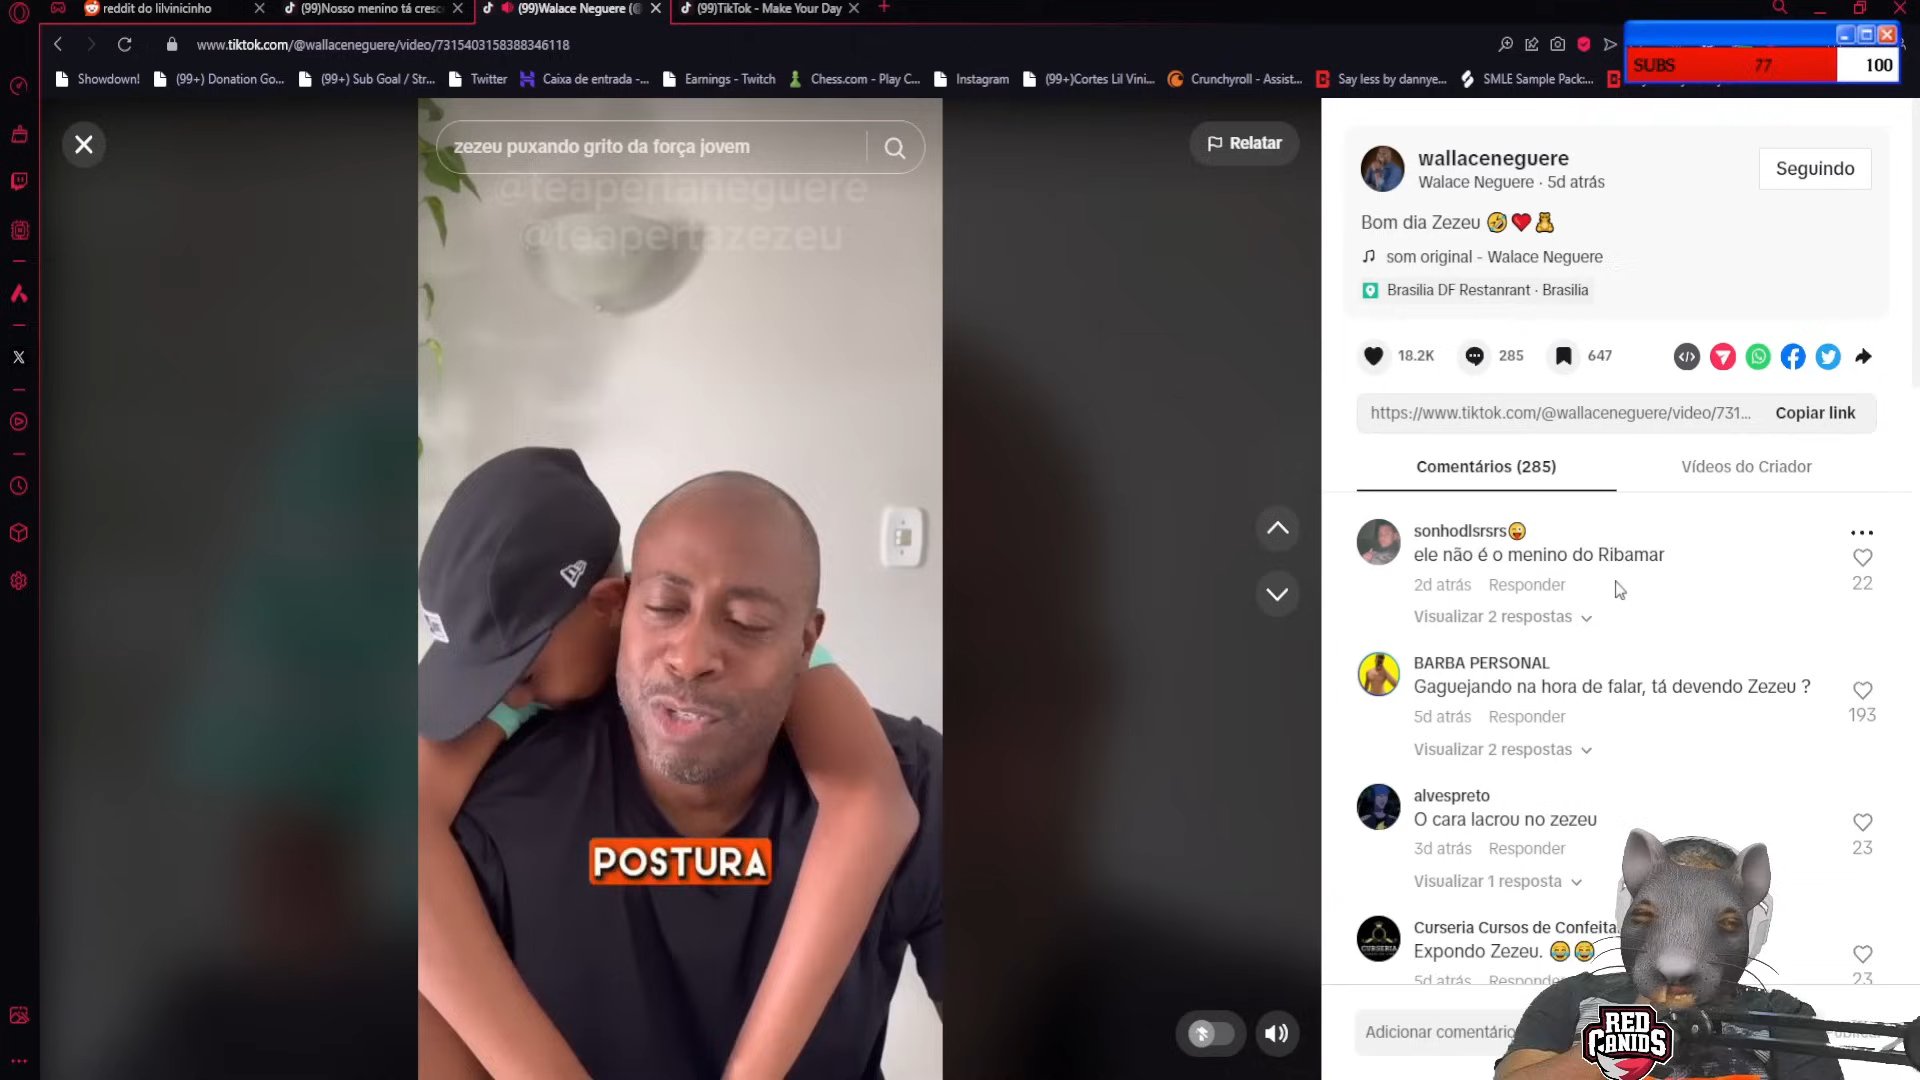 reddit do lilvinicinho
(99)Nosso menino tá cresc
(99)Walace Neguere (@
(99)TikTok - Make Your Day
www.tiktok.com/@wallaceneguere/video/7315403158388346118
Showdown!
(99+) Donation Go...
(99+) Sub Goal / Str...
Twitter
Caixa de entrada -...
Earnings - Twitch
Chess.com - Play C...
Instagram
(99+)Cortes Lil Vini...
Crunchyroll - Assist...
Say less by dannye...
SMLE Sample Pack:...
SUBS 77 100
zezeu puxando grito da força jovem
@teapertaneguere
@teapertazezeu
Relatar
POSTURA
wallaceneguere
Walace Neguere · 5d atrás
Seguindo
Bom dia Zezeu 🤣❤️🧸
som original - Walace Neguere
Brasilia DF Restanrant · Brasilia
18.2K
285
647
https://www.tiktok.com/@wallaceneguere/video/731...
Copiar link
Comentários (285)
Vídeos do Criador
sonhodlsrsrs😜
ele não é o menino do Ribamar
2d atrás Responder
22
Visualizar 2 respostas
BARBA PERSONAL
Gaguejando na hora de falar, tá devendo Zezeu ?
5d atrás Responder
193
Visualizar 2 respostas
alvespreto
O cara lacrou no zezeu
3d atrás Responder
23
Visualizar 1 resposta
Curseria Cursos de Confeita
Expondo Zezeu. 😂😂
5d atrás Responder
23
Adicionar comentário
RED
CANIDS